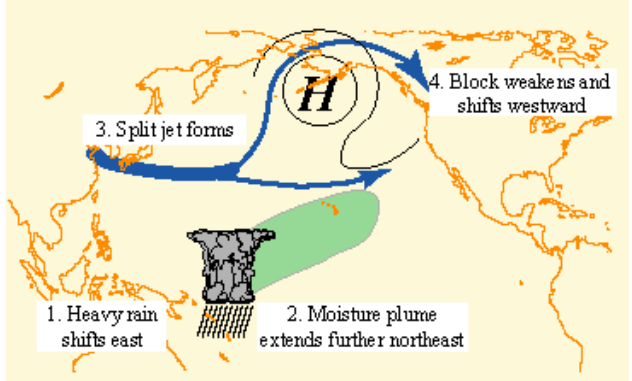 H
4. Block weakens and
shifts westward
3. Split jet forms
1. Heavy rain
shifts east
2. Moisture plume
extends further northeast